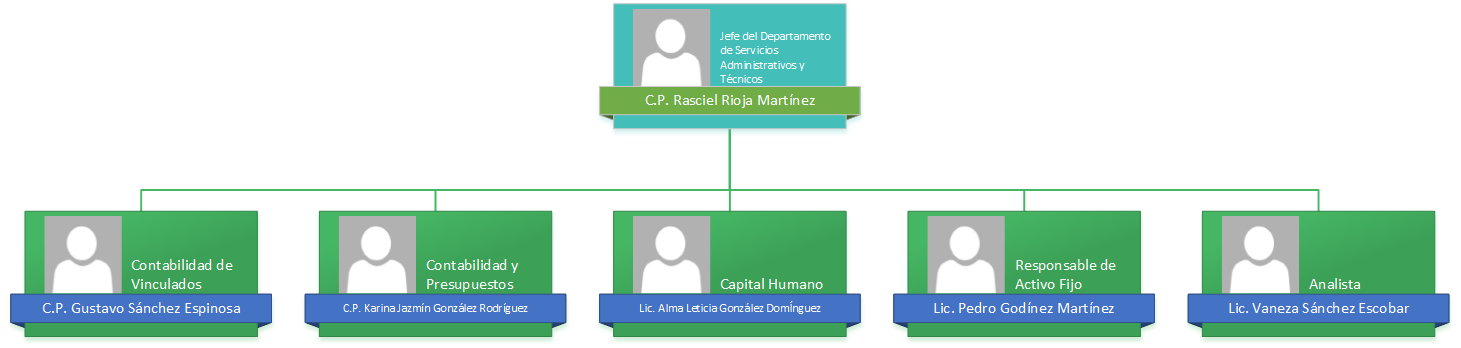 Jefe del Departamento
de Servicios
Administrativos y
Técnicos
C.P. Rasciel Rioja Martínez
Contabilidad de
Vinculados
C.P. Gustavo Sánchez Espinosa
Contabilidad y
Presupuestos
C.P. Karina Jazmín González Rodríguez
Capital Humano
Lic. Alma Leticia González Domínguez
Responsable de
Activo Fijo
Lic. Pedro Godínez Martínez
Analista
Lic. Vaneza Sánchez Escobar